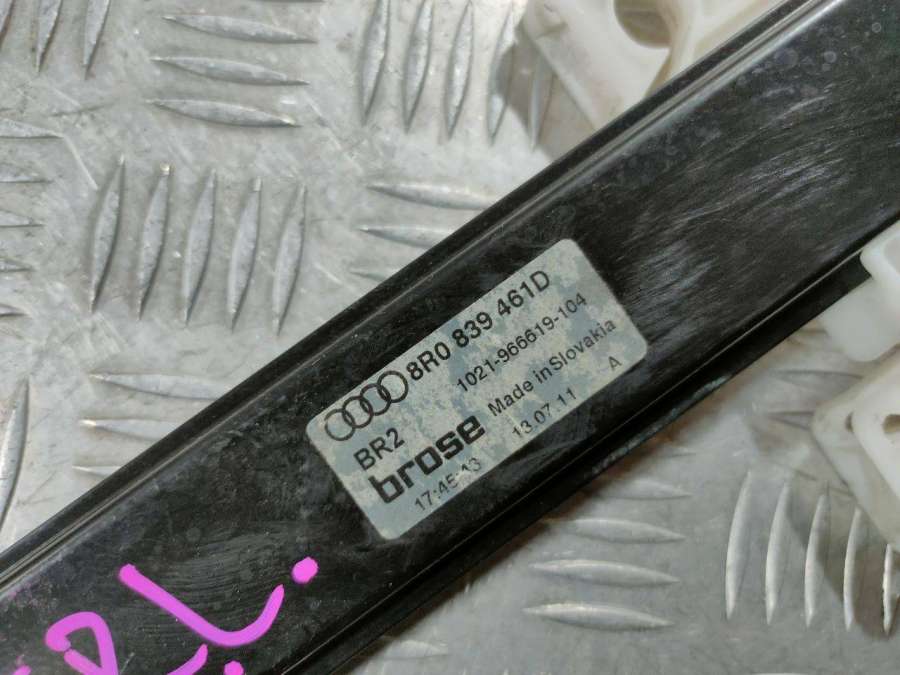 8R0 839 461D
1021-966619-104
BR2
brose Made in Slovakia
17:45:13 13.07.11 A